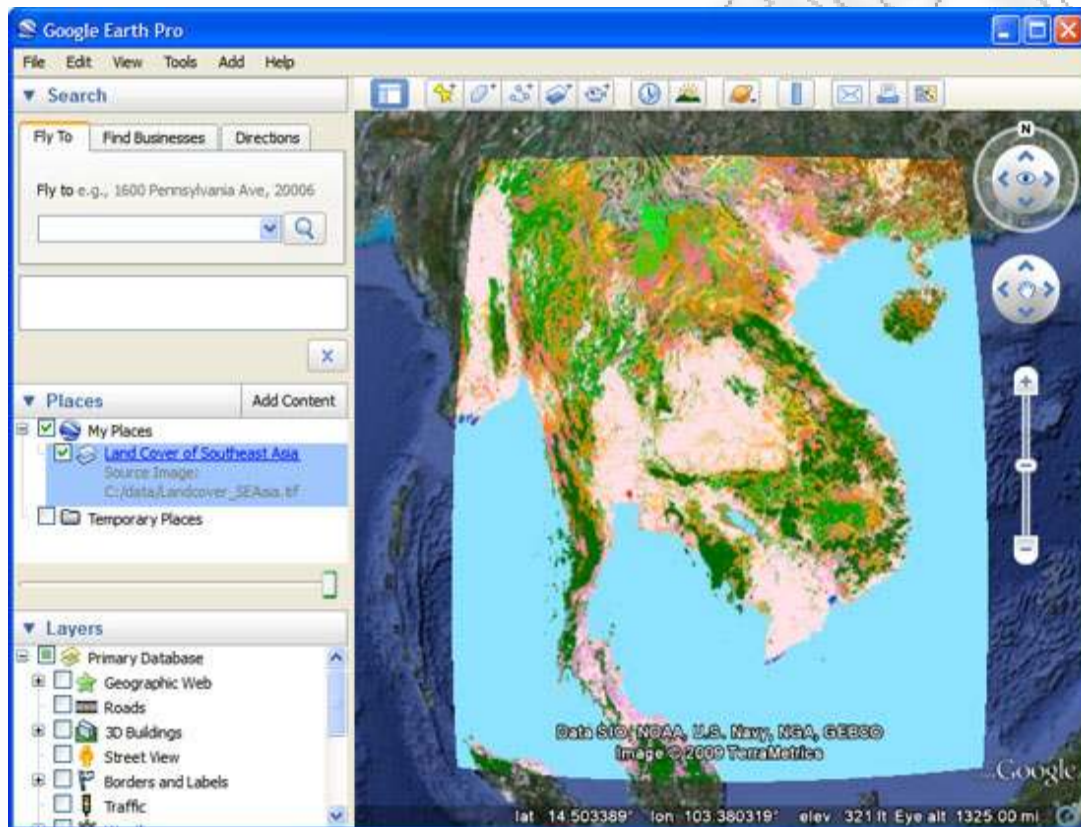 Google Earth Pro
File Edit View Tools Add Help
Search
Fly To Find Businesses Directions
Fly to e.g., 1600 Pennsylvania Ave, 20006
Places Add Content
My Places
Land Cover of Southeast Asia
Source Image:
C:/data/Landcover_SEAsia.tif
Temporary Places
Layers
Primary Database
Geographic Web
Roads
3D Buildings
Street View
Borders and Labels
Traffic
N
Data SIO, NOAA, U.S. Navy, NGA, GEBCO
Image © 2009 TerraMetrics
Google
lat 14.503389° lon 103.380319° elev 321 ft Eye alt 1325.00 mi